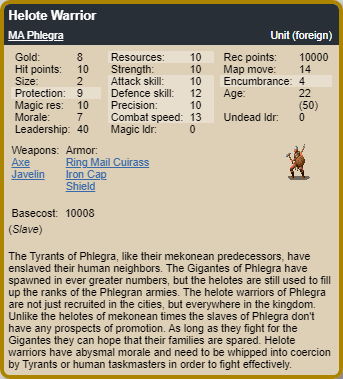 Helote Warrior
MA Phlegra Unit (foreign)
Gold: 8 Resources: 10 Rec points: 10000
Hit points: 10 Strength: 10 Map move: 14
Size: 2 Attack skill: 10 Encumbrance: 4
Protection: 9 Defence skill: 12 Age: 22
Magic res: 10 Precision: 10 (50)
Morale: 7 Combat speed: 13 Undead ldr: 0
Leadership: 40 Magic ldr: 0
Weapons: Armor:
Axe Ring Mail Cuirass
Javelin Iron Cap
Shield
Basecost: 10008
(Slave)
The Tyrants of Phlegra, like their mekonean predecessors, have
enslaved their human neighbors. The Gigantes of Phlegra have
spawned in ever greater numbers, but the helotes are still used to fill
up the ranks of the Phlegran armies. The helote warriors of Phlegra
are not just recruited in the cities, but everywhere in the kingdom.
Unlike the helotes of mekonean times the slaves of Phlegra don't
have any prospects of promotion. As long as they fight for the
Gigantes they can hope that their families are spared. Helote
warriors have abysmal morale and need to be whipped into coercion
by Tyrants or human taskmasters in order to fight effectively.